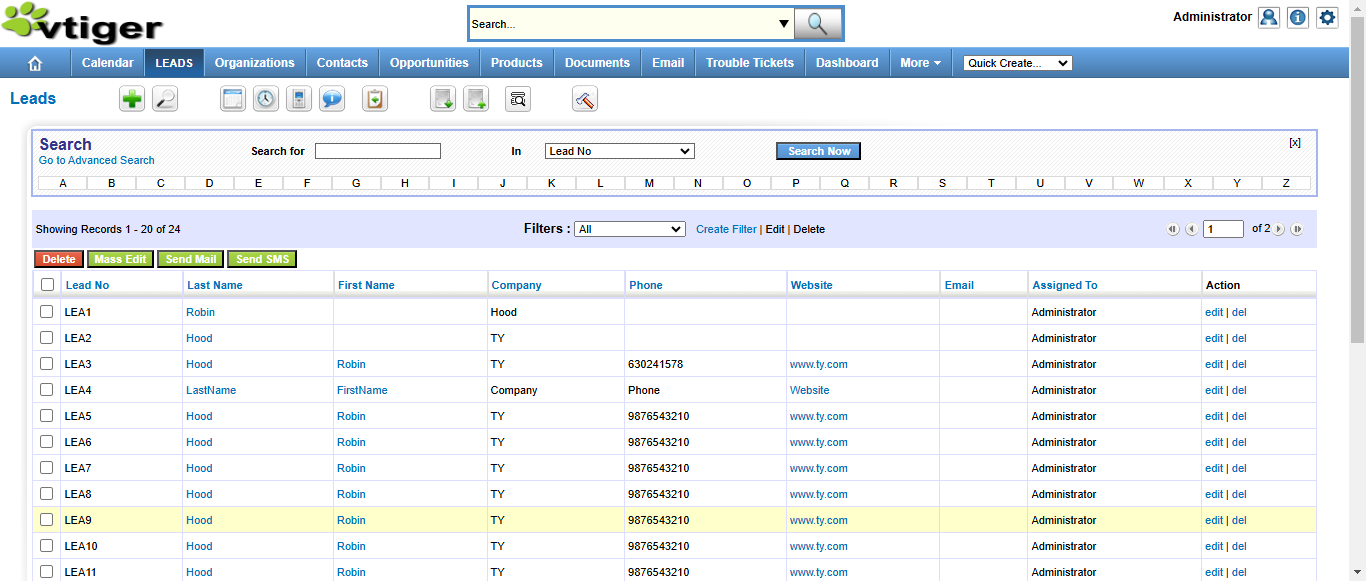 vtiger
Search...
Administrator
Calendar LEADS Organizations Contacts Opportunities Products Documents Email Trouble Tickets Dashboard More Quick Create...
Leads
Search
Go to Advanced Search
Search for In Lead No Search Now [x]
A B C D E F G H I J K L M N O P Q R S T U V W X Y Z
Showing Records 1 - 20 of 24 Filters : All Create Filter | Edit | Delete 1 of 2
Delete Mass Edit Send Mail Send SMS
Lead No Last Name First Name Company Phone Website Email Assigned To Action
LEA1 Robin Hood Administrator edit | del
LEA2 Hood TY Administrator edit | del
LEA3 Hood Robin TY 630241578 www.ty.com Administrator edit | del
LEA4 LastName FirstName Company Phone Website Administrator edit | del
LEA5 Hood Robin TY 9876543210 www.ty.com Administrator edit | del
LEA6 Hood Robin TY 9876543210 www.ty.com Administrator edit | del
LEA7 Hood Robin TY 9876543210 www.ty.com Administrator edit | del
LEA8 Hood Robin TY 9876543210 www.ty.com Administrator edit | del
LEA9 Hood Robin TY 9876543210 www.ty.com Administrator edit | del
LEA10 Hood Robin TY 9876543210 www.ty.com Administrator edit | del
LEA11 Hood Robin TY 9876543210 www.ty.com Administrator edit | del